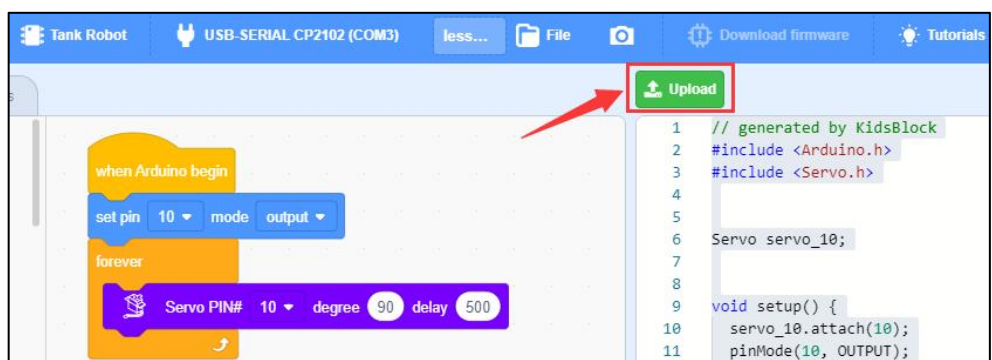 Tank Robot USB-SERIAL CP2102 (COM3) less... File Download firmware Tutorials
s
Upload
when Arduino begin
set pin 10 mode output
forever
Servo PIN# 10 degree 90 delay 500
1 // generated by KidsBlock
2 #include <Arduino.h>
3 #include <Servo.h>
4
5
6 Servo servo_10;
7
8
9 void setup() {
10 servo_10.attach(10);
11 pinMode(10, OUTPUT);